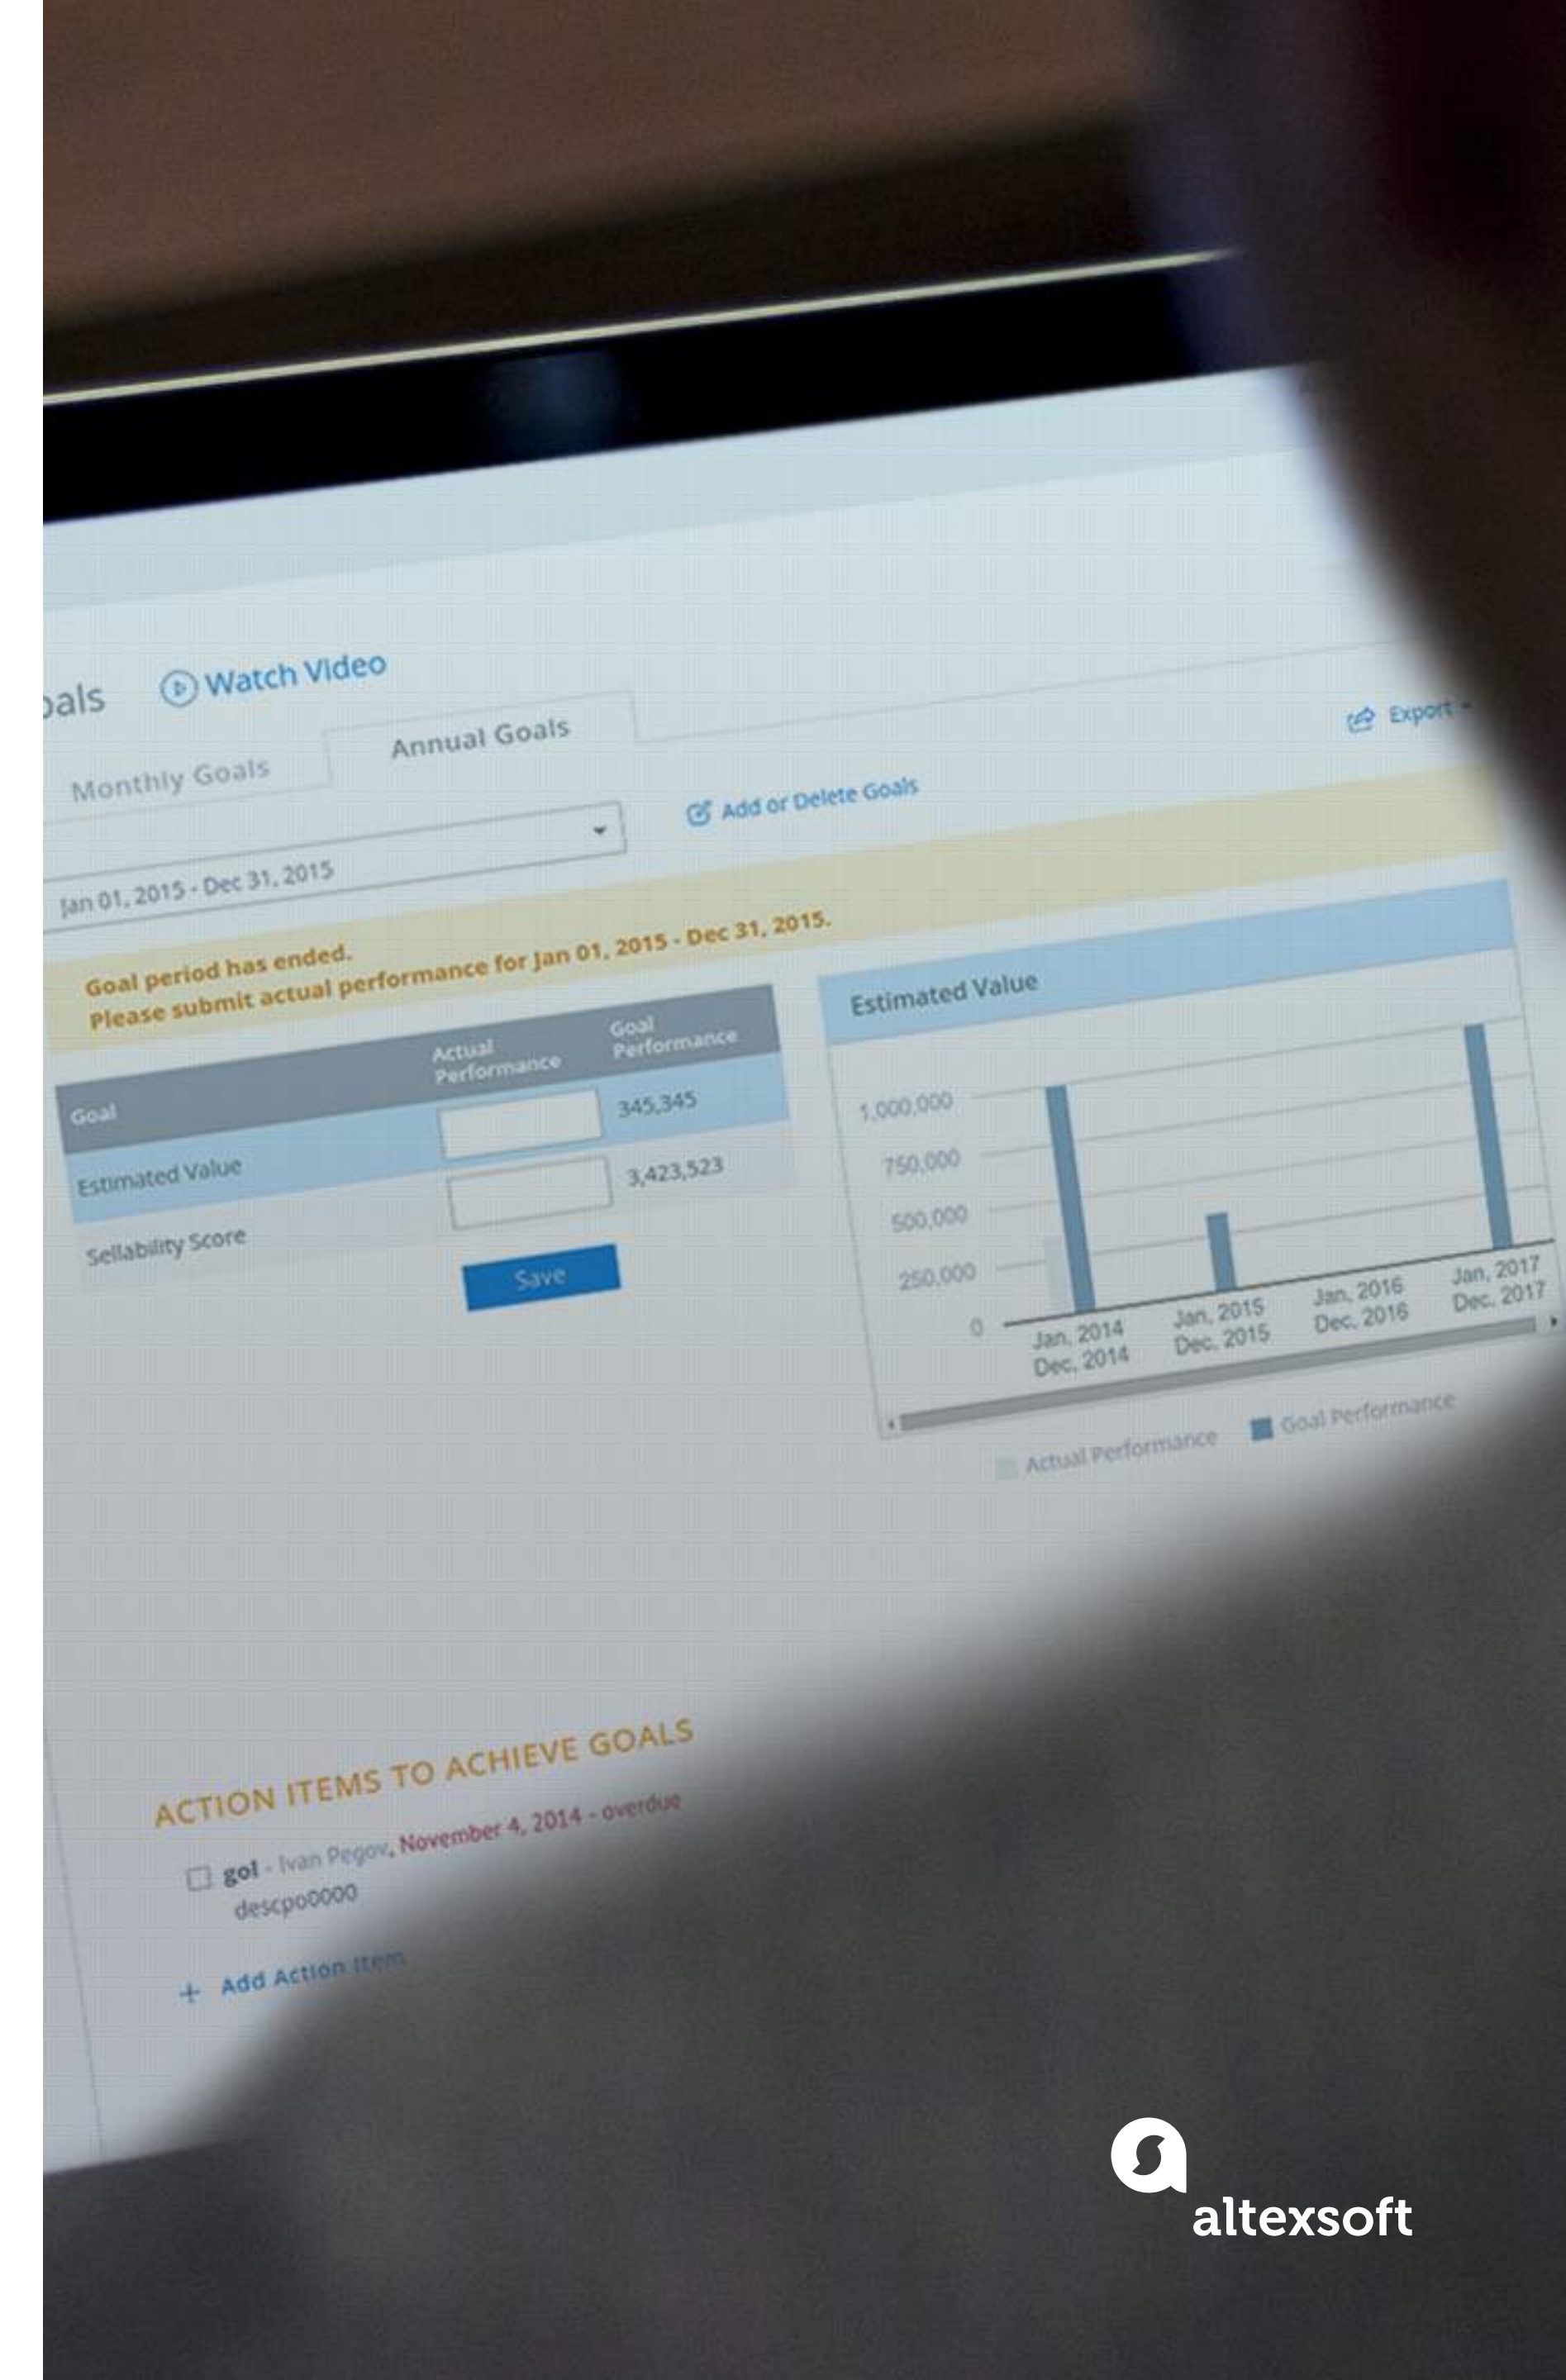 oals
Watch Video
Monthly Goals
Annual Goals
Export
Jan 01, 2015 - Dec 31, 2015
Add or Delete Goals
Goal period has ended.
Please submit actual performance for Jan 01, 2015 - Dec 31, 2015.
Goal
Actual
Performance
Goal
Performance
Estimated Value
345,345
Sellability Score
3,423,523
Save
Estimated Value
1,000,000
750,000
500,000
250,000
0
Jan, 2014
Dec, 2014
Jan, 2015
Dec, 2015
Jan, 2016
Dec, 2016
Jan, 2017
Dec, 2017
Actual Performance
Goal Performance
ACTION ITEMS TO ACHIEVE GOALS
gol - Ivan Pegov, November 4, 2014 - overdue
descpo0000
+ Add Action Item
altexsoft